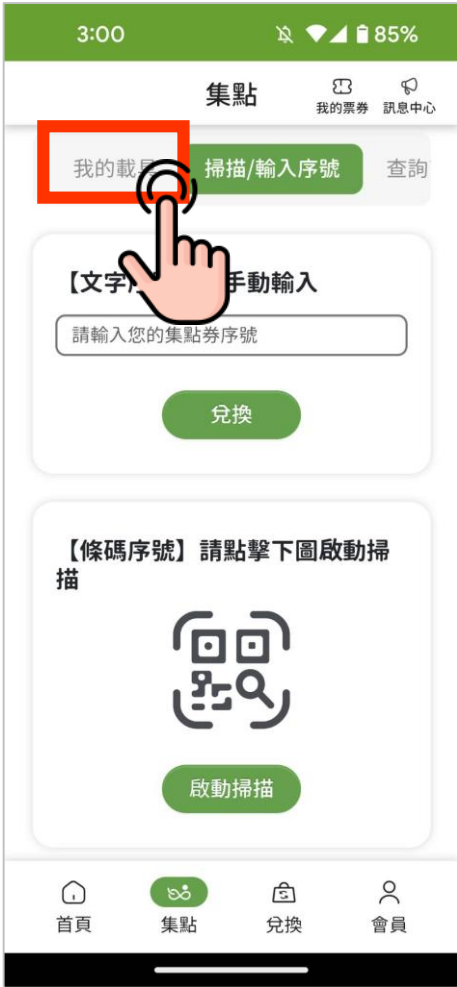 3:00
85%
集點
我的票券
訊息中心
我的載
掃描/輸入序號
查詢
【文字
手動輸入
請輸入您的集點券序號
兌換
【條碼序號】請點擊下圖啟動掃
描
啟動掃描
首頁
集點
兌換
會員